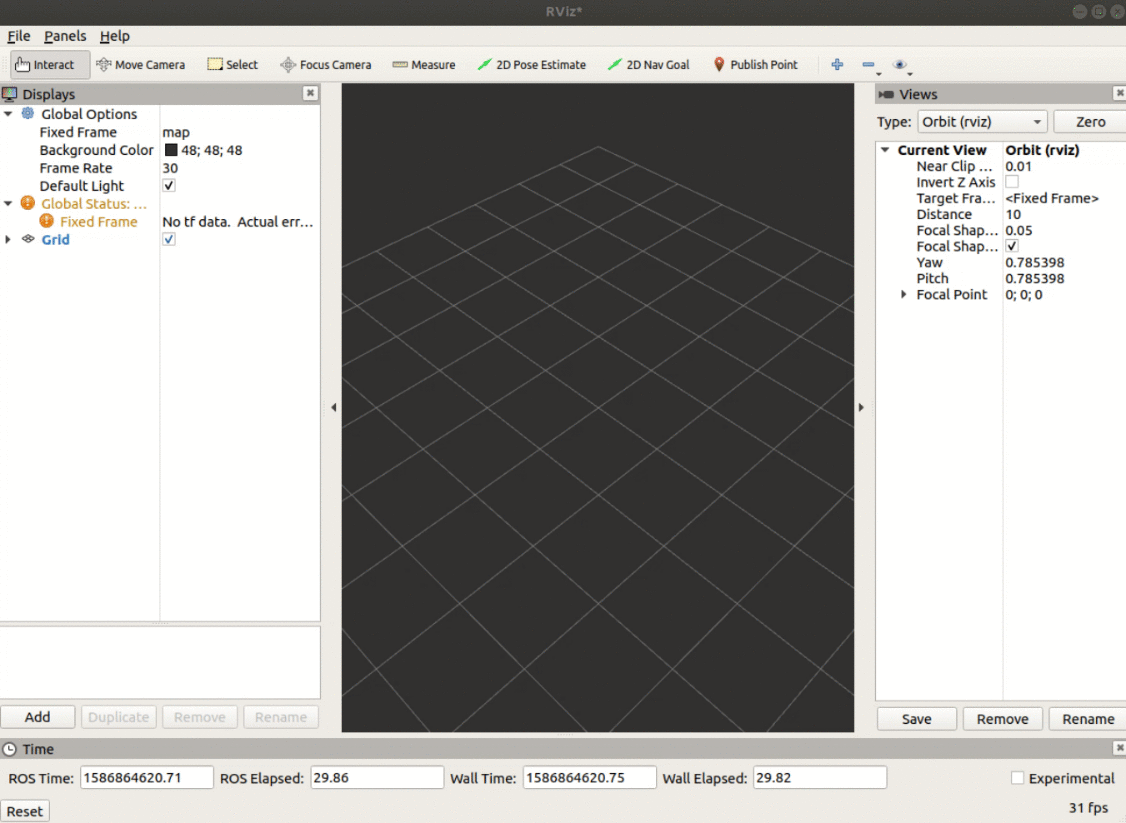 RViz*
File Panels Help
Interact Move Camera Select Focus Camera Measure 2D Pose Estimate 2D Nav Goal Publish Point
Displays
Global Options
Fixed Frame map
Background Color 48; 48; 48
Frame Rate 30
Default Light
Global Status: ...
Fixed Frame No tf data. Actual err...
Grid
Add Duplicate Remove Rename
Views
Type: Orbit (rviz) Zero
Current View Orbit (rviz)
Near Clip ... 0.01
Invert Z Axis
Target Fra... <Fixed Frame>
Distance 10
Focal Shap... 0.05
Focal Shap...
Yaw 0.785398
Pitch 0.785398
Focal Point 0; 0; 0
Save Remove Rename
Time
ROS Time: 1586864620.71 ROS Elapsed: 29.86 Wall Time: 1586864620.75 Wall Elapsed: 29.82 Experimental
Reset 31 fps